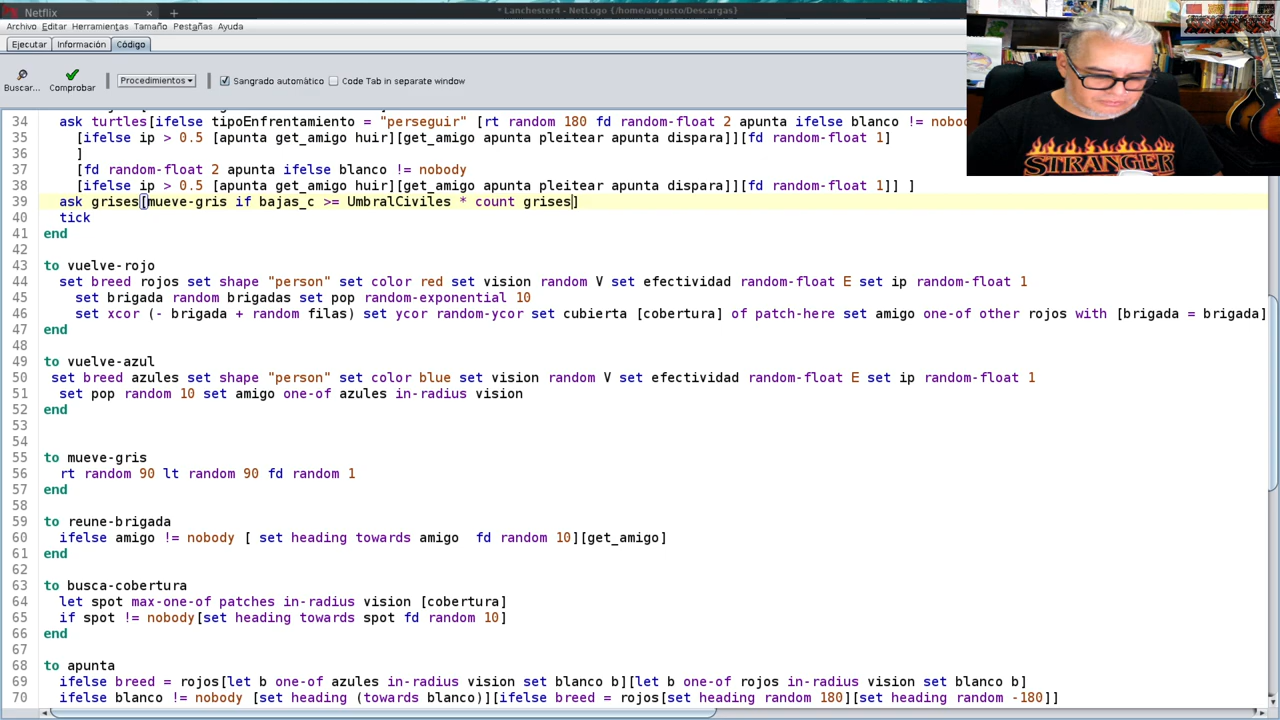 Netflix
* Lanchester4 - NetLogo {/home/augusto/Descargas}
Archivo Editar Herramientas Tamaño Pestañas Ayuda
Ejecutar Información Código
Buscar... Comprobar Procedimientos Sangrado automático Code Tab in separate window
34 ask turtles[ifelse tipoEnfrentamiento = "perseguir" [rt random 180 fd random-float 2 apunta ifelse blanco != nobo
35 [ifelse ip > 0.5 [apunta get_amigo huir][get_amigo apunta pleitear apunta dispara]][fd random-float 1]
36 ]
37 [fd random-float 2 apunta ifelse blanco != nobody
38 [ifelse ip > 0.5 [apunta get_amigo huir][get_amigo apunta pleitear apunta dispara]][fd random-float 1]] ]
39 ask grises[mueve-gris if bajas_c >= UmbralCiviles * count grises]
40 tick
41 end
42
43 to vuelve-rojo
44 set breed rojos set shape "person" set color red set vision random V set efectividad random-float E set ip random-float 1
45 set brigada random brigadas set pop random-exponential 10
46 set xcor (- brigada + random filas) set ycor random-ycor set cubierta [cobertura] of patch-here set amigo one-of other rojos with [brigada = brigada]
47 end
48
49 to vuelve-azul
50 set breed azules set shape "person" set color blue set vision random V set efectividad random-float E set ip random-float 1
51 set pop random 10 set amigo one-of azules in-radius vision
52 end
53
54
55 to mueve-gris
56 rt random 90 lt random 90 fd random 1
57 end
58
59 to reune-brigada
60 ifelse amigo != nobody [ set heading towards amigo  fd random 10][get_amigo]
61 end
62
63 to busca-cobertura
64 let spot max-one-of patches in-radius vision [cobertura]
65 if spot != nobody[set heading towards spot fd random 10]
66 end
67
68 to apunta
69 ifelse breed = rojos[let b one-of azules in-radius vision set blanco b][let b one-of rojos in-radius vision set blanco b]
70 ifelse blanco != nobody [set heading (towards blanco)][ifelse breed = rojos[set heading random 180][set heading random -180]]
STRANGER